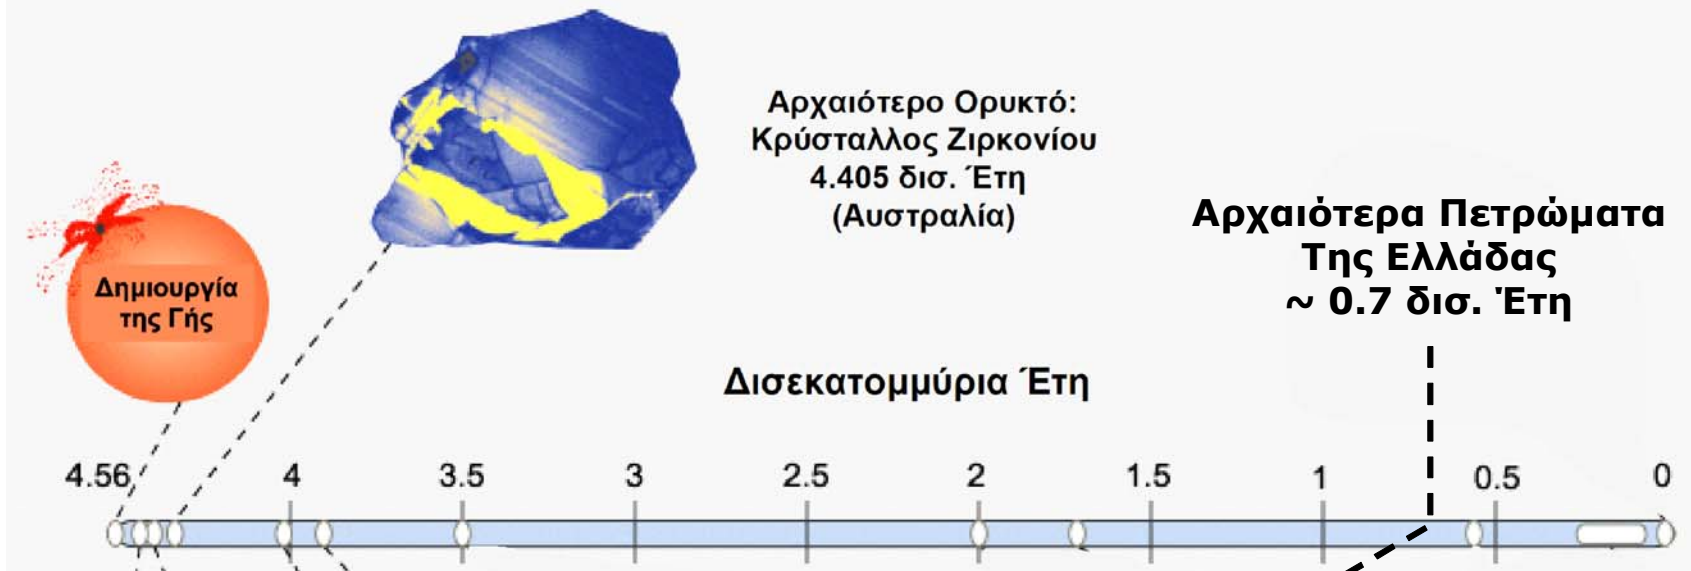 Αρχαιότερο Ορυκτό:
Κρύσταλλος Ζιρκονίου
4.405 δισ. Έτη
(Αυστραλία)
Αρχαιότερα Πετρώματα
Της Ελλάδας
~ 0.7 δισ. Έτη
Δημιουργία
της Γής
Δισεκατομμύρια Έτη
4.56 4 3.5 3 2.5 2 1.5 1 0.5 0